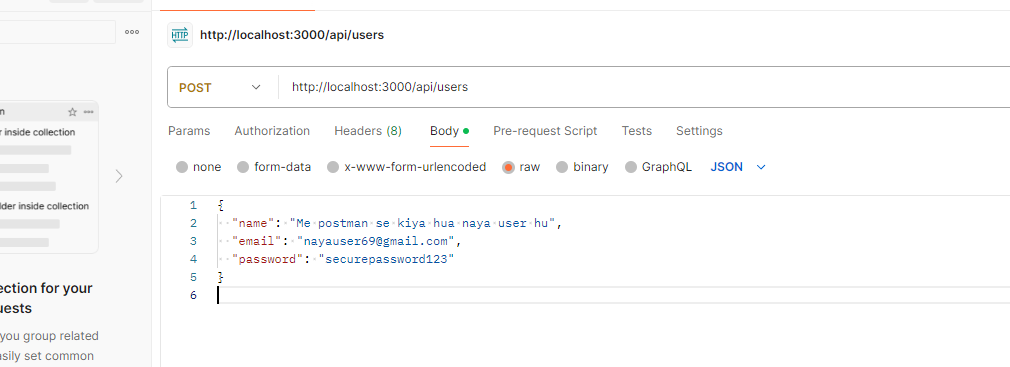 HTTP http://localhost:3000/api/users
POST http://localhost:3000/api/users
Params Authorization Headers (8) Body Pre-request Script Tests Settings
none form-data x-www-form-urlencoded raw binary GraphQL JSON
1 {
2 "name": "Me postman se kiya hua naya user hu",
3 "email": "nayauser69@gmail.com",
4 "password": "securepassword123"
5 }
6
inside collection
inside collection
ection for your
uests
you group related
asily set common